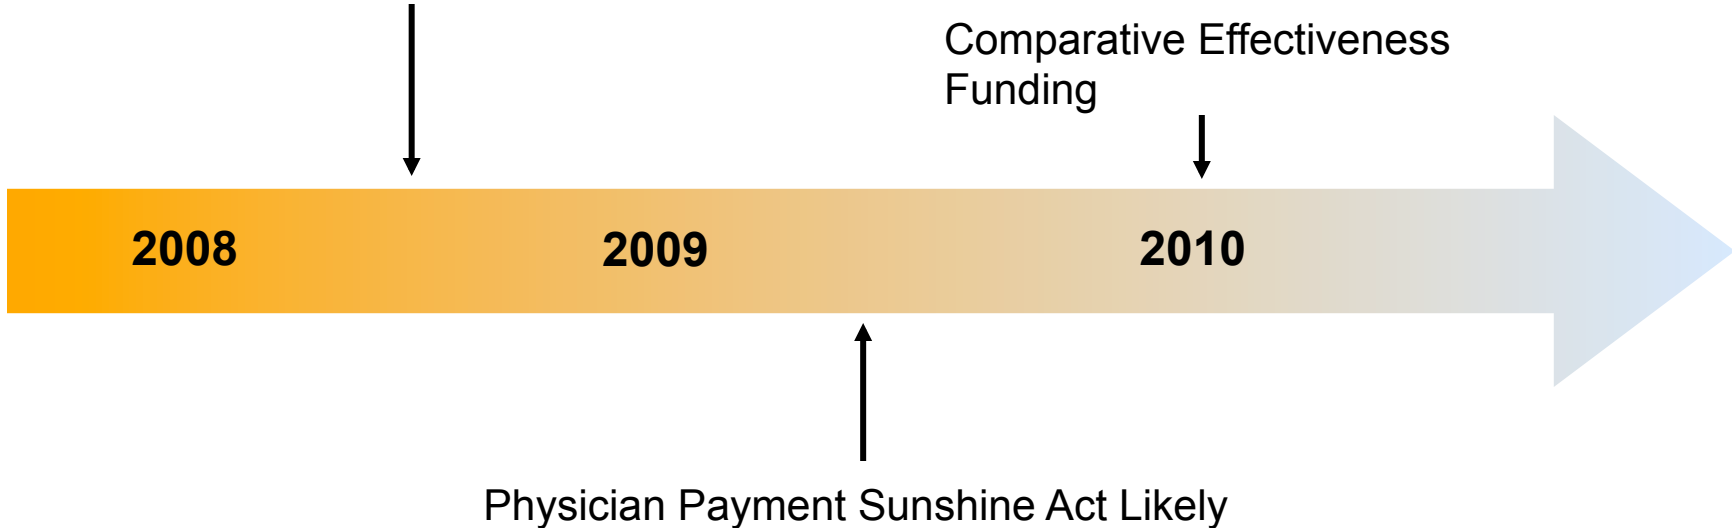 Comparative Effectiveness
Funding
2008 2009 2010
Physician Payment Sunshine Act Likely